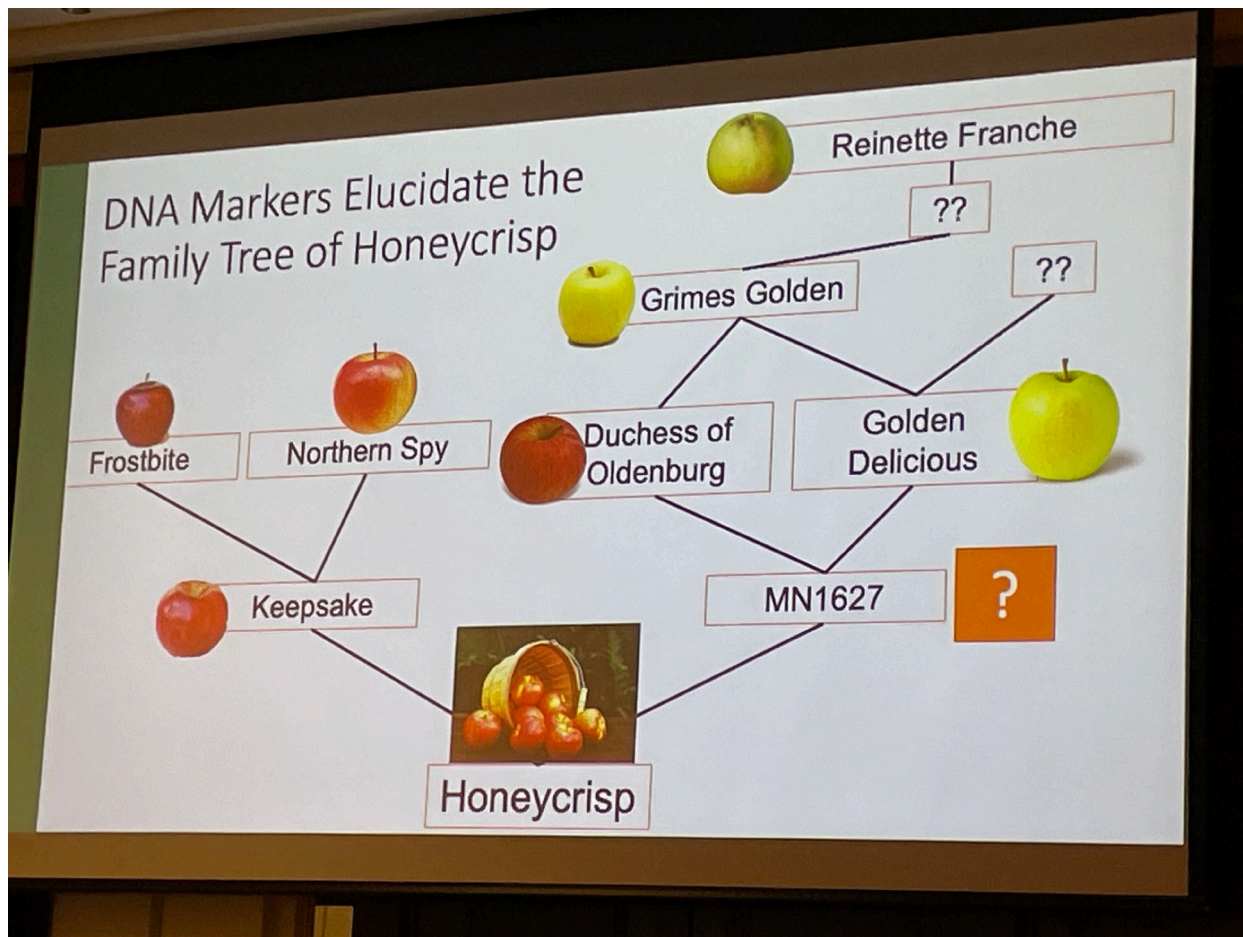 DNA Markers Elucidate the
Family Tree of Honeycrisp
Reinette Franche
??
??
Grimes Golden
Frostbite
Northern Spy
Duchess of
Oldenburg
Golden
Delicious
Keepsake
MN1627
?
Honeycrisp